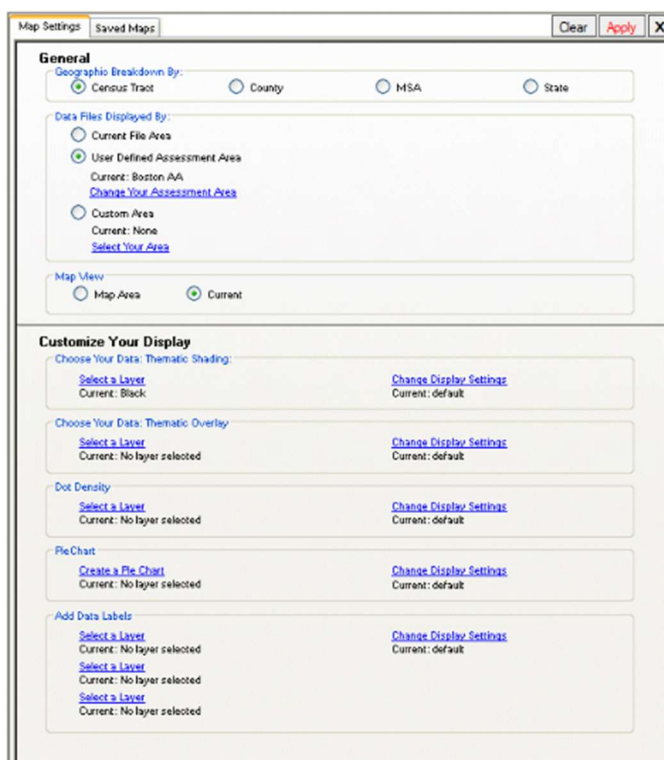 Map Settings Saved Maps Clear Apply X
General
Geographic Breakdown By:
Census Tract County MSA State
Data Files Displayed By:
Current File Area
User Defined Assessment Area
Current: Boston AA
Change Your Assessment Area
Custom Area
Current: None
Select Your Area
Map View
Map Area Current
Customize Your Display
Choose Your Data: Thematic Shading:
Select a Layer Change Display Settings
Current: Black Current: default
Choose Your Data: Thematic Overlay
Select a Layer Change Display Settings
Current: No layer selected Current: default
Dot Density
Select a Layer Change Display Settings
Current: No layer selected Current: default
Pie Chart
Create a Pie Chart Change Display Settings
Current: No layer selected Current: default
Add Data Labels
Select a Layer Change Display Settings
Current: No layer selected Current: default
Select a Layer
Current: No layer selected
Select a Layer
Current: No layer selected